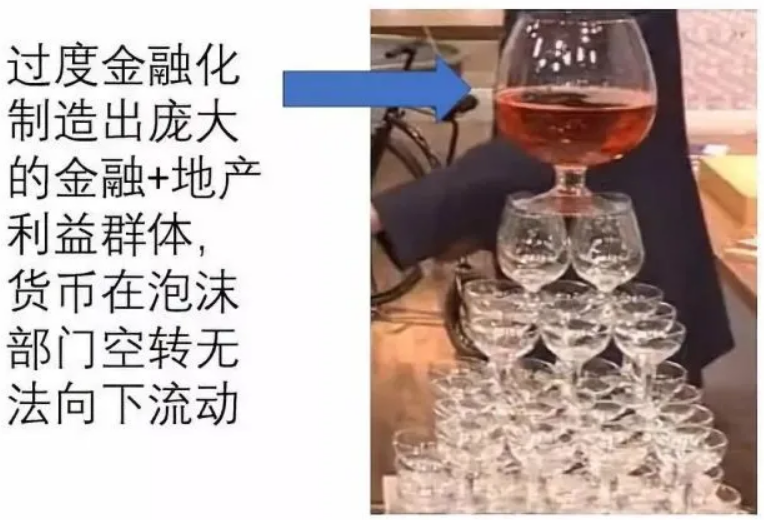 过度金融化
制造出庞大
的金融+地产
利益群体,
货币在泡沫
部门空转无
法向下流动